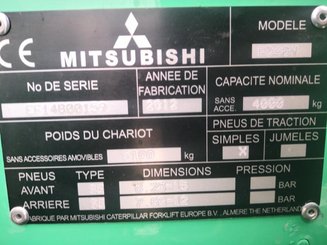 MODELE
CE MITSUBISHI
No DE SERIE
ANNEE DE FABRICATION
2012
CAPACITE NOMINALE
SANS ACCE. 4000 kg
POIDS DU CHARIOT
SANS ACCESSOIRES AMOVIBLES kg
PNEUS DE TRACTION
SIMPLES X JUMELES
PNEU PNEUS DIMENSIONS PRESSION
AVANT BAR
ARRIERE BAR
FABRIQUE PAR MITSUBISHI CATERPILLAR FORKLIFT EUROPE B.V., ALMERE THE NETHERLANDS